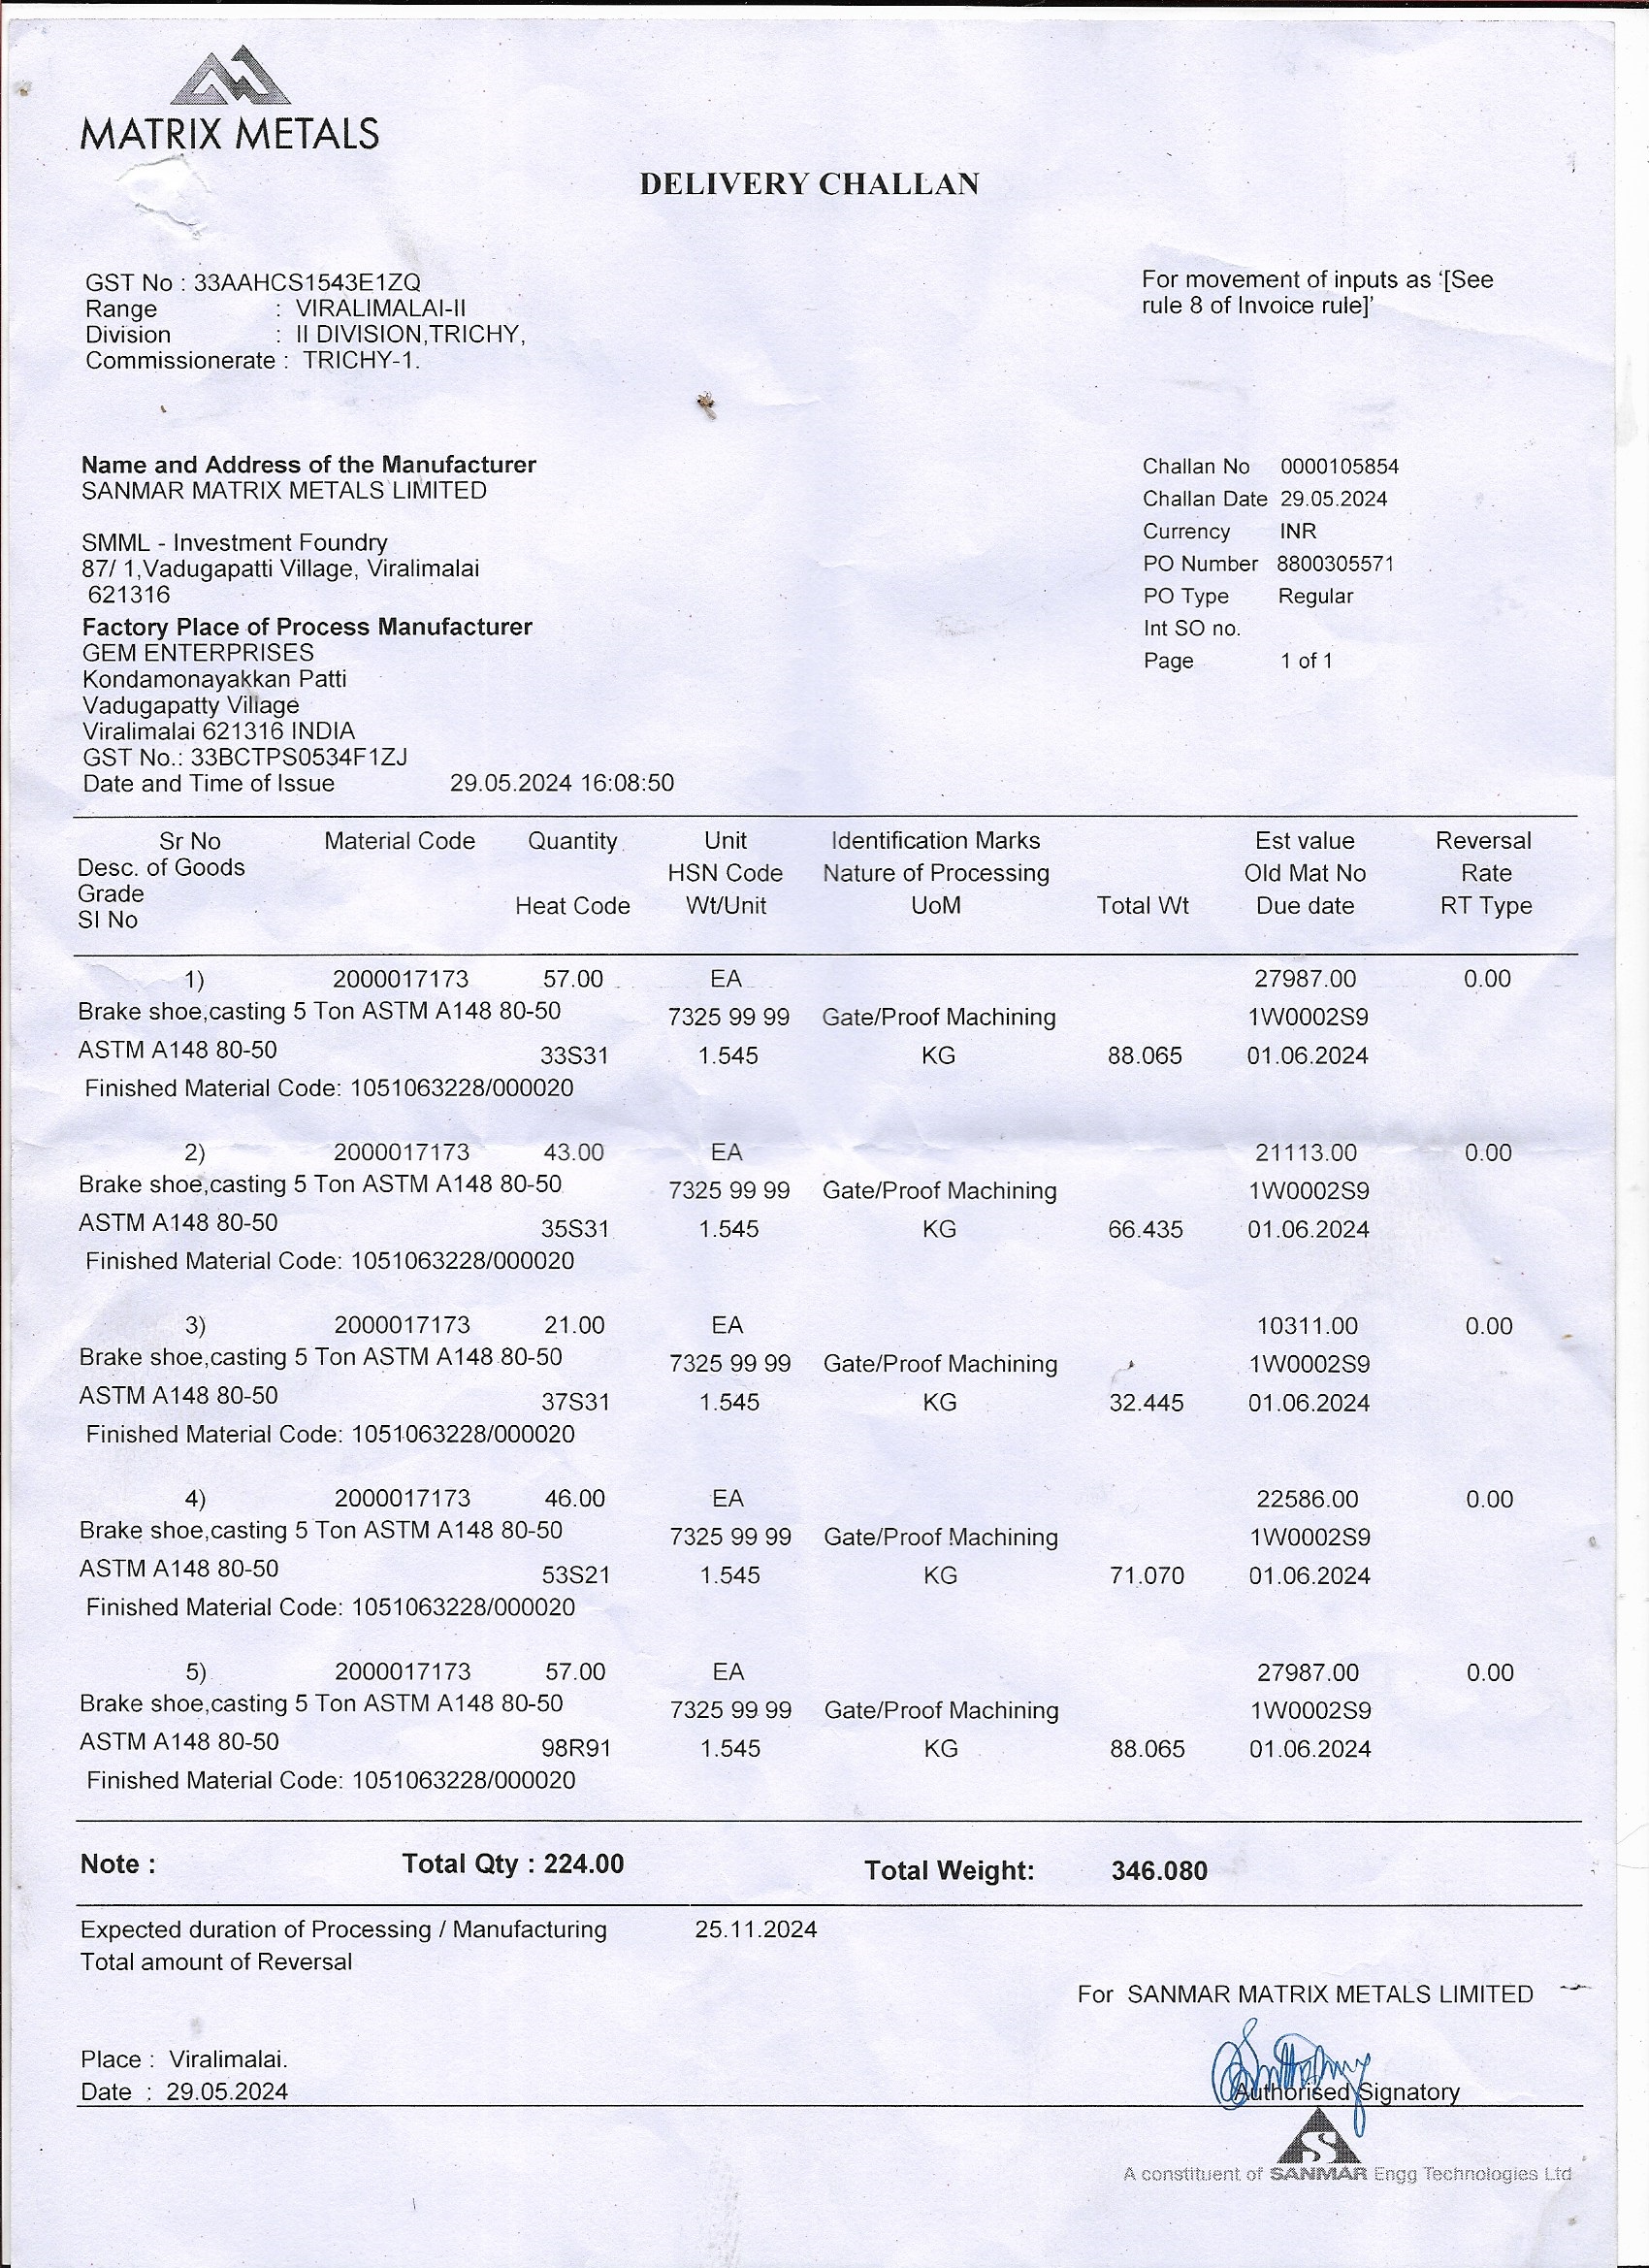 MATRIX METALS
DELIVERY CHALLAN
GST No : 33AAHCS1543E1ZQ
Range : VIRALIMALAI-II
Division : II DIVISION,TRICHY,
Commissionerate : TRICHY-1.
For movement of inputs as '[See
rule 8 of Invoice rule]'
Name and Address of the Manufacturer
SANMAR MATRIX METALS LIMITED
SMML - Investment Foundry
87/ 1,Vadugapatti Village, Viralimalai
621316
Factory Place of Process Manufacturer
GEM ENTERPRISES
Kondamonayakkan Patti
Vadugapatty Village
Viralimalai 621316 INDIA
GST No.: 33BCTPS0534F1ZJ
Date and Time of Issue 29.05.2024 16:08:50
Challan No 0000105854
Challan Date 29.05.2024
Currency INR
PO Number 8800305571
PO Type Regular
Int SO no.
Page 1 of 1
Sr No Material Code Quantity Unit Identification Marks Est value Reversal
Desc. of Goods HSN Code Nature of Processing Old Mat No Rate
Grade Heat Code Wt/Unit UoM Total Wt Due date RT Type
SI No
1) 2000017173 57.00 EA 27987.00 0.00
Brake shoe,casting 5 Ton ASTM A148 80-50 7325 99 99 Gate/Proof Machining 1W0002S9
ASTM A148 80-50 33S31 1.545 KG 88.065 01.06.2024
Finished Material Code: 1051063228/000020
2) 2000017173 43.00 EA 21113.00 0.00
Brake shoe,casting 5 Ton ASTM A148 80-50 7325 99 99 Gate/Proof Machining 1W0002S9
ASTM A148 80-50 35S31 1.545 KG 66.435 01.06.2024
Finished Material Code: 1051063228/000020
3) 2000017173 21.00 EA 10311.00 0.00
Brake shoe,casting 5 Ton ASTM A148 80-50 7325 99 99 Gate/Proof Machining 1W0002S9
ASTM A148 80-50 37S31 1.545 KG 32.445 01.06.2024
Finished Material Code: 1051063228/000020
4) 2000017173 46.00 EA 22586.00 0.00
Brake shoe,casting 5 Ton ASTM A148 80-50 7325 99 99 Gate/Proof Machining 1W0002S9
ASTM A148 80-50 53S21 1.545 KG 71.070 01.06.2024
Finished Material Code: 1051063228/000020
5) 2000017173 57.00 EA 27987.00 0.00
Brake shoe,casting 5 Ton ASTM A148 80-50 7325 99 99 Gate/Proof Machining 1W0002S9
ASTM A148 80-50 98R91 1.545 KG 88.065 01.06.2024
Finished Material Code: 1051063228/000020
Note : Total Qty : 224.00 Total Weight: 346.080
Expected duration of Processing / Manufacturing 25.11.2024
Total amount of Reversal
For SANMAR MATRIX METALS LIMITED
Place : Viralimalai.
Date : 29.05.2024
Authorised Signatory
A constituent of SANMAR Engg Technologies Ltd